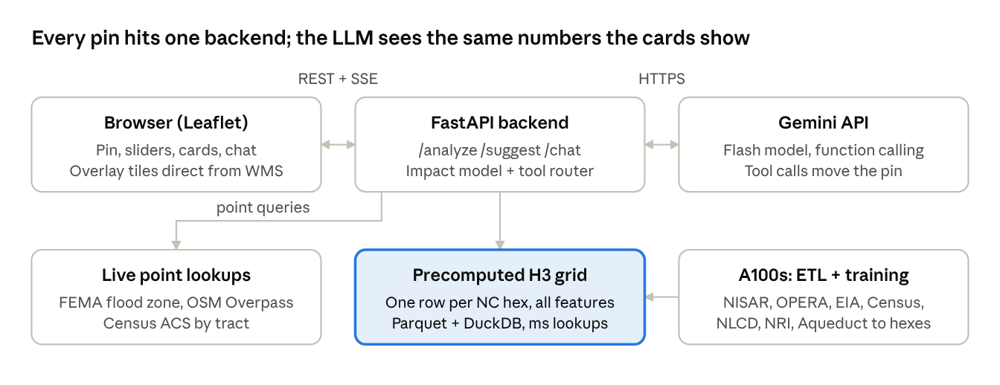 Every pin hits one backend; the LLM sees the same numbers the cards show
REST + SSE
HTTPS
Browser (Leaflet)
Pin, sliders, cards, chat
Overlay tiles direct from WMS
FastAPI backend
/analyze /suggest /chat
Impact model + tool router
Gemini API
Flash model, function calling
Tool calls move the pin
point queries
Live point lookups
FEMA flood zone, OSM Overpass
Census ACS by tract
Precomputed H3 grid
One row per NC hex, all features
Parquet + DuckDB, ms lookups
A100s: ETL + training
NISAR, OPERA, EIA, Census,
NLCD, NRI, Aqueduct to hexes